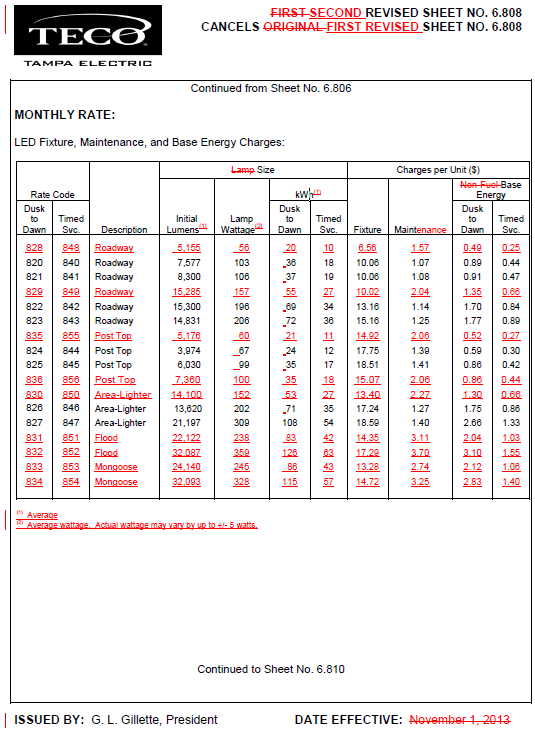 FIRST SECOND REVISED SHEET NO. 6.808
CANCELS ORIGINAL FIRST REVISED SHEET NO. 6.808
TECO
TAMPA ELECTRIC
Continued from Sheet No. 6.806
MONTHLY RATE:
LED Fixture, Maintenance, and Base Energy Charges:
Lamp Size Charges per Unit ($)
Rate Code kWh(1) Non-Fuel Base Energy
Dusk to Dawn Timed Svc. Description Initial Lumens(1) Lamp Wattage(2) Dusk to Dawn Timed Svc. Fixture Maintenance Dusk to Dawn Timed Svc.
828 848 Roadway 5,155 56 20 10 6.56 1.57 0.49 0.25
820 840 Roadway 7,577 103 36 18 10.06 1.07 0.89 0.44
821 841 Roadway 8,300 106 37 19 10.06 1.08 0.91 0.47
829 849 Roadway 15,285 157 55 27 10.02 2.04 1.35 0.66
822 842 Roadway 15,300 196 69 34 13.16 1.14 1.70 0.84
823 843 Roadway 14,831 206 72 36 15.16 1.25 1.77 0.89
835 855 Post Top 5,176 60 21 11 14.92 2.06 0.52 0.27
824 844 Post Top 3,974 67 24 12 17.75 1.39 0.59 0.30
825 845 Post Top 6,030 99 35 17 18.51 1.41 0.86 0.42
836 856 Post Top 7,360 100 35 18 15.07 2.06 0.86 0.44
830 850 Area-Lighter 14,100 152 53 27 13.40 2.27 1.30 0.66
826 846 Area-Lighter 13,620 202 71 35 17.24 1.27 1.75 0.86
827 847 Area-Lighter 21,197 309 108 54 18.59 1.40 2.66 1.33
831 851 Flood 22,122 238 83 42 14.35 3.11 2.04 1.03
832 852 Flood 32,087 359 126 63 17.29 3.70 3.10 1.55
833 853 Mongoose 24,140 245 86 43 13.28 2.74 2.12 1.06
834 854 Mongoose 32,093 328 115 57 14.72 3.25 2.83 1.40
(1) Average
(2) Average wattage. Actual wattage may vary by up to +/- 5 watts.
Continued to Sheet No. 6.810
ISSUED BY: G. L. Gillette, President DATE EFFECTIVE: November 1, 2013